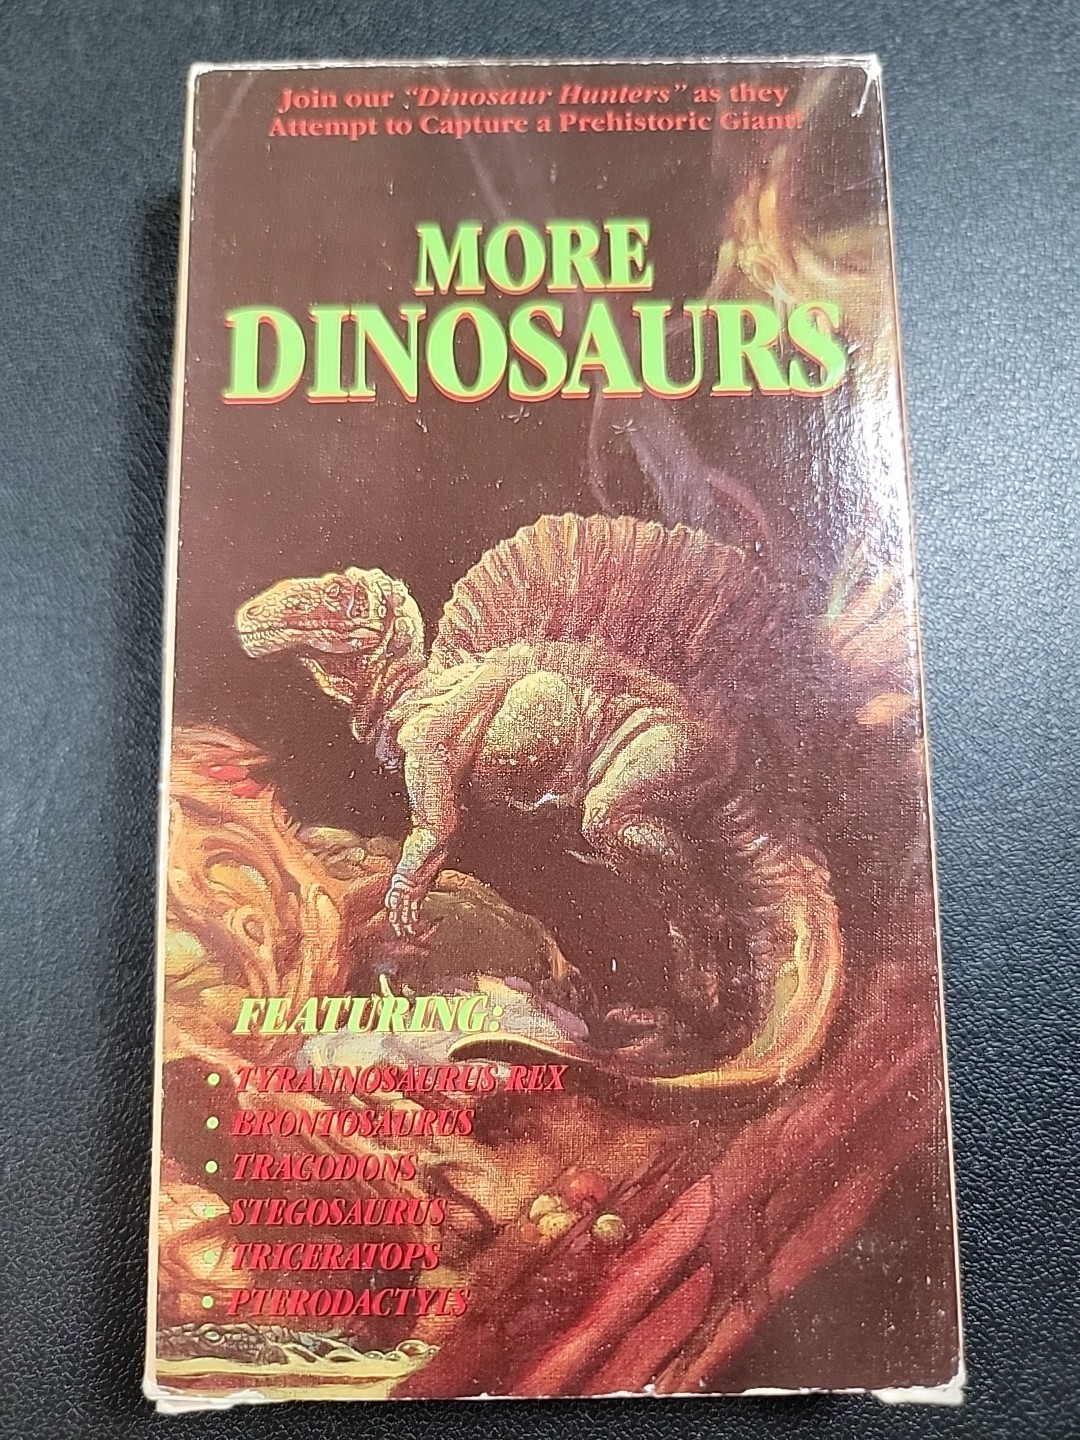 Join our "Dinosaur Hunters" as they
Attempt to Capture a Prehistoric Giant!
MORE
DINOSAURS
FEATURING:
• TYRANNOSAURUS REX
• BRONTOSAURUS
• TRACODONS
• STEGOSAURUS
• TRICERATOPS
• PTERODACTYLS